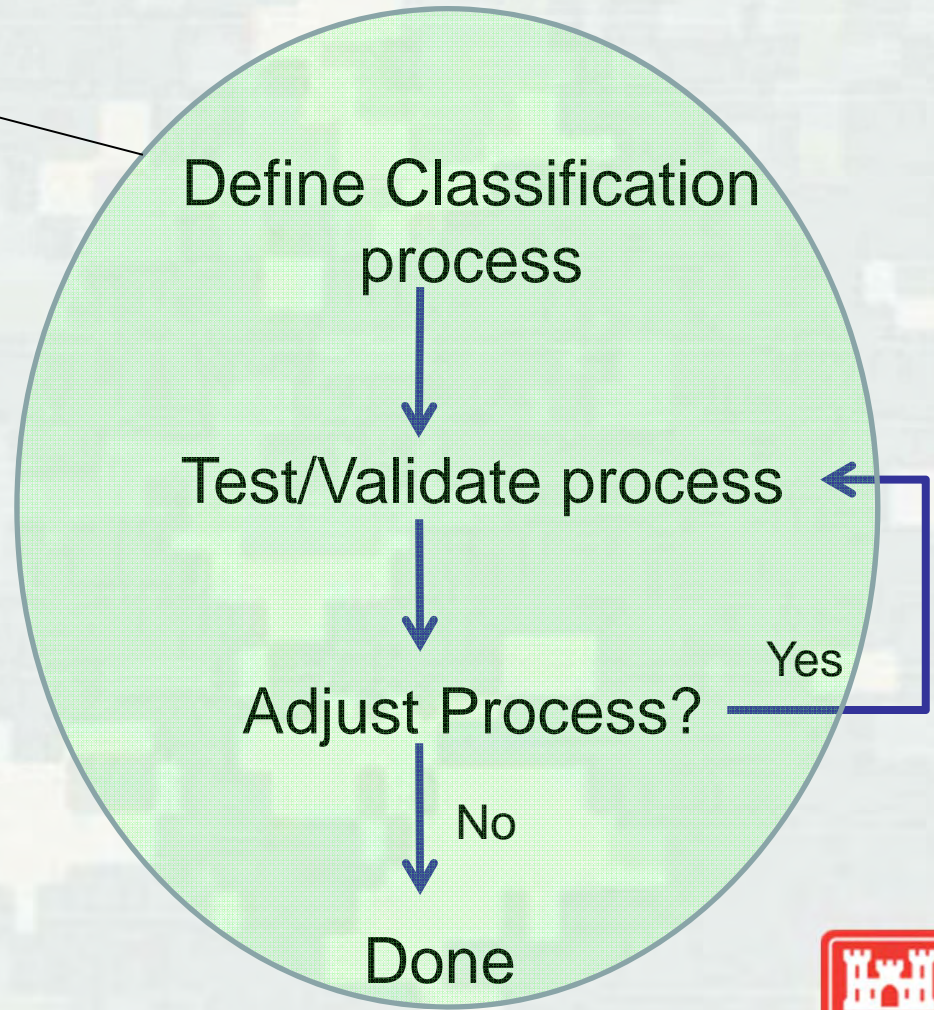 Define Classification
process
Test/Validate process
Yes
Adjust Process?
No
Done